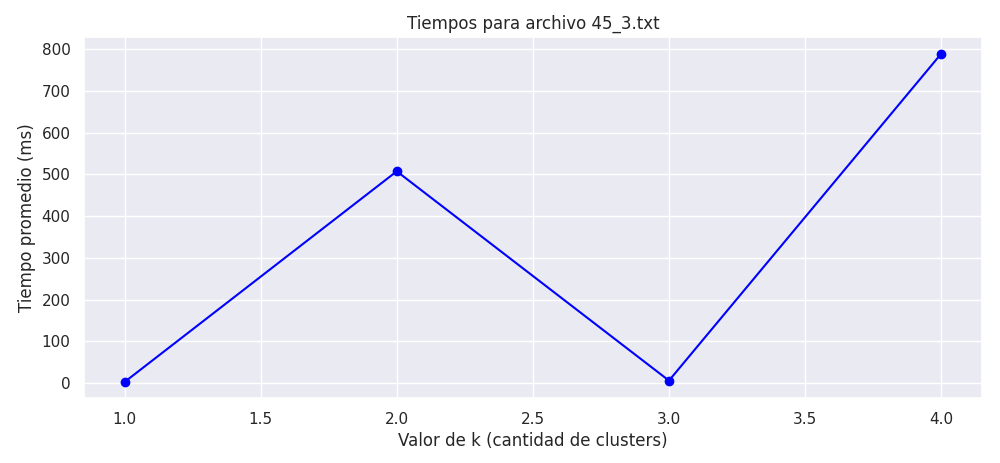 Tiempos para archivo 45_3.txt
Tiempo promedio (ms)
800
700
600
500
400
300
200
100
0
1.0 1.5 2.0 2.5 3.0 3.5 4.0
Valor de k (cantidad de clusters)